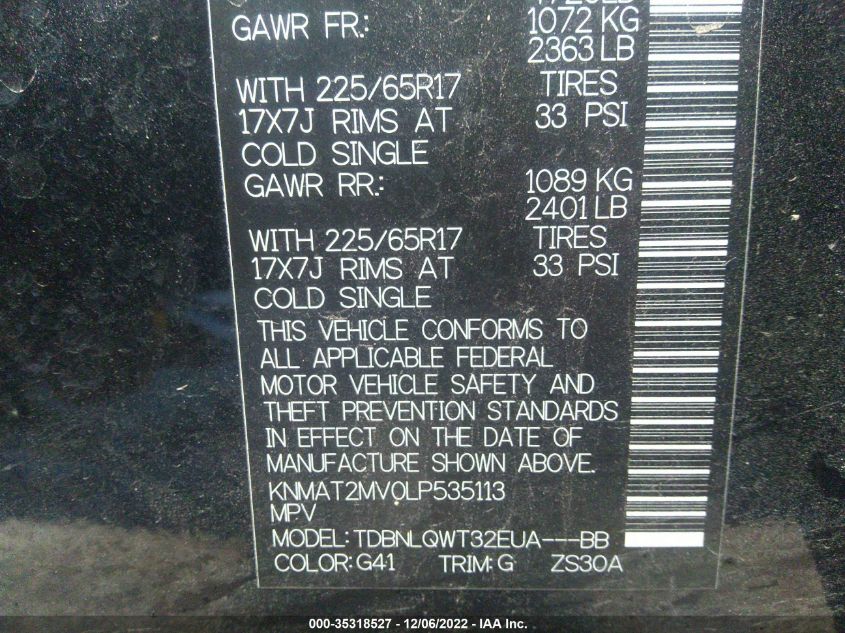 GAWR FR.: 1072 KG
2363 LB
WITH 225/65R17 TIRES
17X7J RIMS AT 33 PSI
COLD SINGLE
GAWR RR.: 1089 KG
2401 LB
WITH 225/65R17 TIRES
17X7J RIMS AT 33 PSI
COLD SINGLE
THIS VEHICLE CONFORMS TO
ALL APPLICABLE FEDERAL
MOTOR VEHICLE SAFETY AND
THEFT PREVENTION STANDARDS
IN EFFECT ON THE DATE OF
MANUFACTURE SHOWN ABOVE.
KNMAT2MV0LP535113
MPV
MODEL: TDBNLQWT32EUA---BB
COLOR: G41 TRIM: G ZS30A
000-35318527 - 12/06/2022 - IAA Inc.